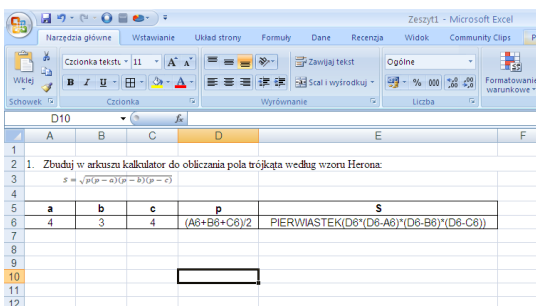 Zeszyt1 - Microsoft Excel
Narzędzia główne Wstawianie Układ strony Formuły Dane Recenzja Widok Community Clips P
Wklej
Czcionka tekstu 11 A A
B I U A
Zawijaj tekst
Scal i wyśrodkuj
Ogólne
% 000 ,00
Formatowanie warunkowe
Schowek Czcionka Wyrównanie Liczba
D10 fx
A B C D E F
1
2 1. Zbuduj w arkuszu kalkulator do obliczania pola trójkąta według wzoru Herona:
3 S = √p(p − a)(p − b)(p − c)
4
5 a b c p S
6 4 3 4 (A6+B6+C6)/2 PIERWIASTEK(D6*(D6-A6)*(D6-B6)*(D6-C6))
7
8
9
10
11
12